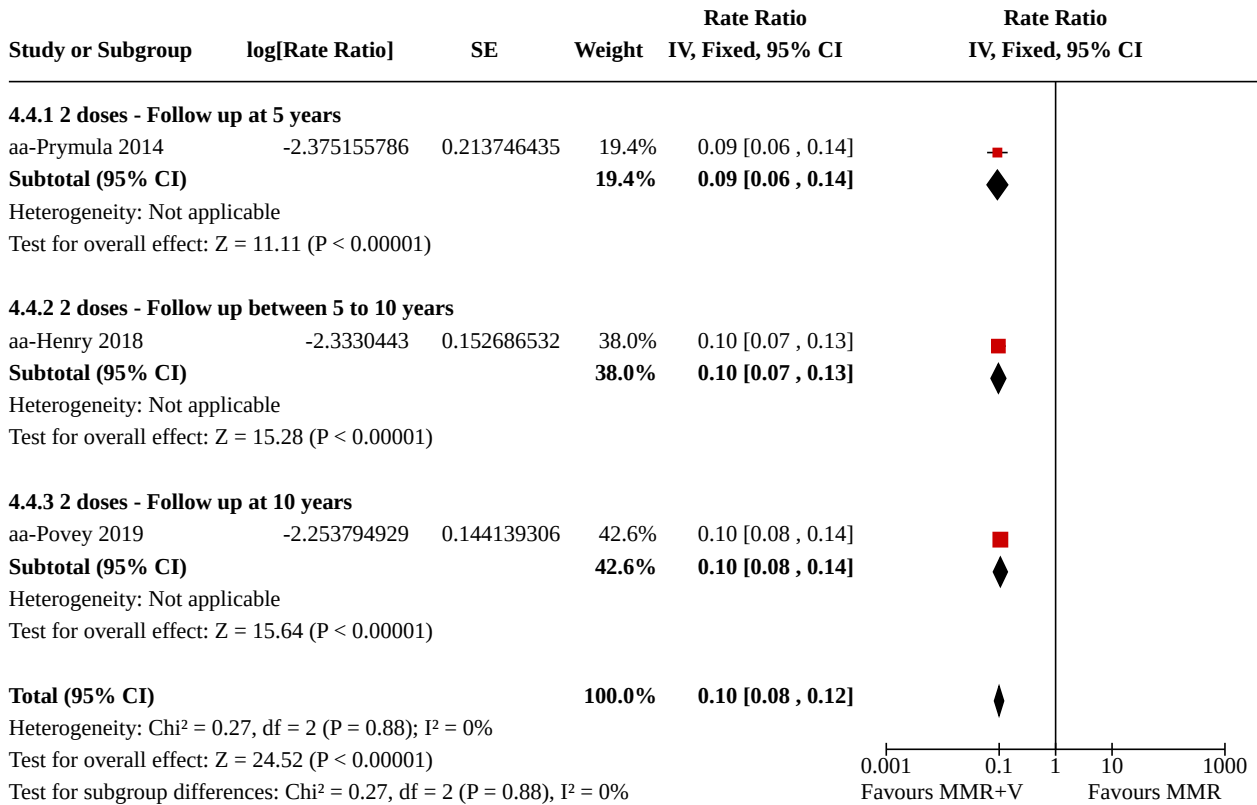 Rate Ratio Rate Ratio
Study or Subgroup log[Rate Ratio] SE Weight IV, Fixed, 95% CI IV, Fixed, 95% CI
4.4.1 2 doses - Follow up at 5 years
aa-Prymula 2014 -2.375155786 0.213746435 19.4% 0.09 [0.06 , 0.14]
Subtotal (95% CI) 19.4% 0.09 [0.06 , 0.14]
Heterogeneity: Not applicable
Test for overall effect: Z = 11.11 (P < 0.00001)
4.4.2 2 doses - Follow up between 5 to 10 years
aa-Henry 2018 -2.3330443 0.152686532 38.0% 0.10 [0.07 , 0.13]
Subtotal (95% CI) 38.0% 0.10 [0.07 , 0.13]
Heterogeneity: Not applicable
Test for overall effect: Z = 15.28 (P < 0.00001)
4.4.3 2 doses - Follow up at 10 years
aa-Povey 2019 -2.253794929 0.144139306 42.6% 0.10 [0.08 , 0.14]
Subtotal (95% CI) 42.6% 0.10 [0.08 , 0.14]
Heterogeneity: Not applicable
Test for overall effect: Z = 15.64 (P < 0.00001)
Total (95% CI) 100.0% 0.10 [0.08 , 0.12]
Heterogeneity: Chi² = 0.27, df = 2 (P = 0.88); I² = 0%
Test for overall effect: Z = 24.52 (P < 0.00001) 0.001 0.1 1 10 1000
Test for subgroup differences: Chi² = 0.27, df = 2 (P = 0.88), I² = 0% Favours MMR+V Favours MMR